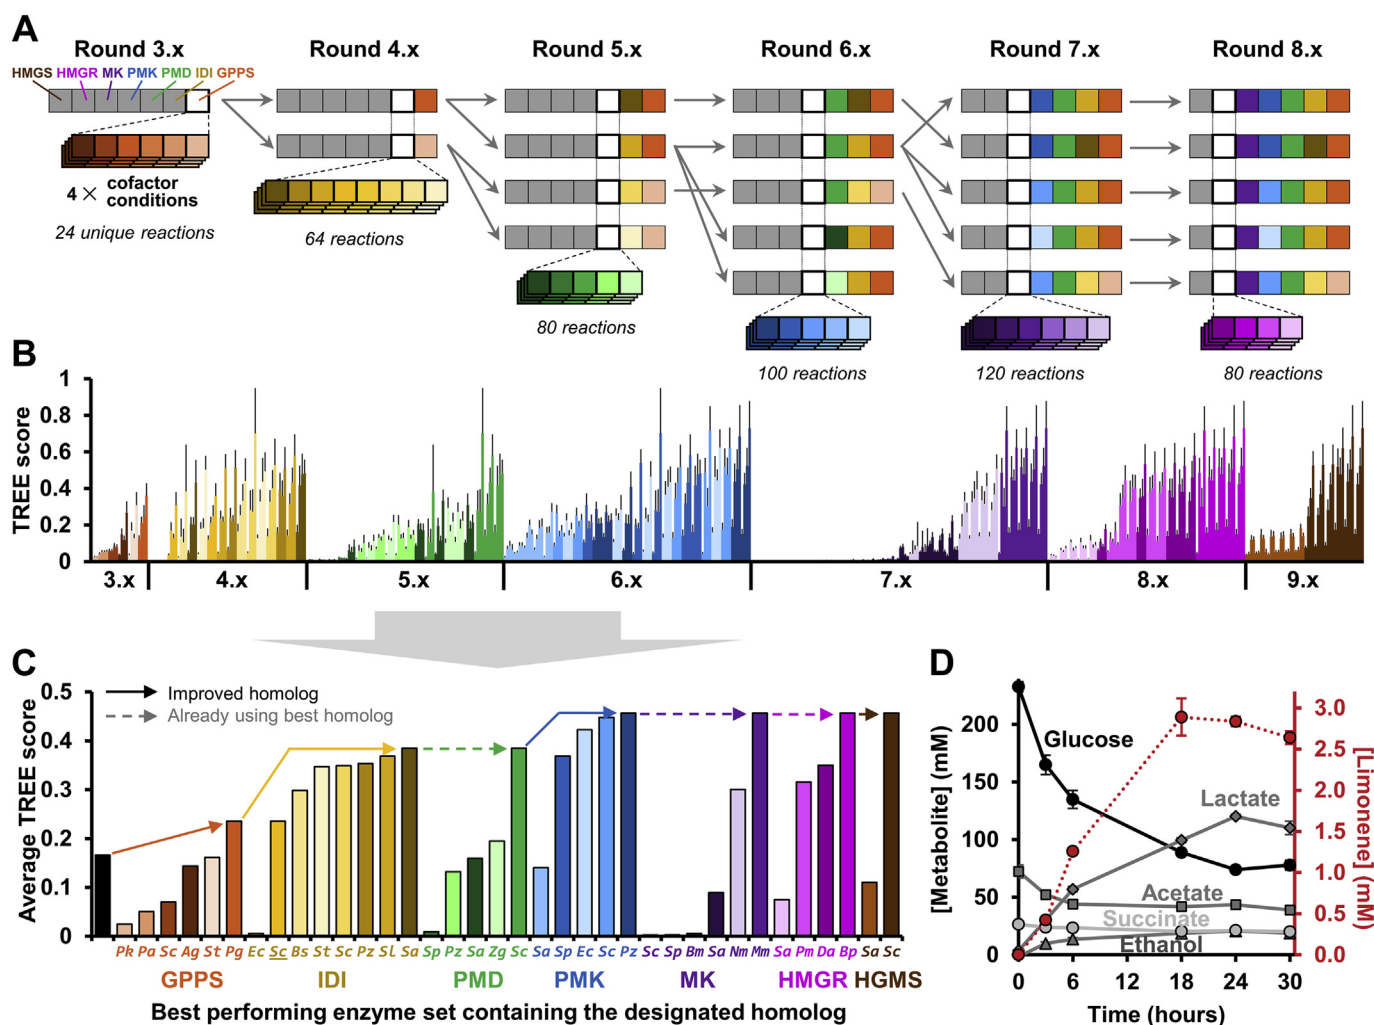 A
Round 3.x Round 4.x Round 5.x Round 6.x Round 7.x Round 8.x
HMGS HMGR MK PMK PMD IDI GPPS
4 × cofactor
conditions
24 unique reactions
64 reactions
80 reactions
100 reactions
120 reactions
80 reactions
B
TREE score
1
0.8
0.6
0.4
0.2
0
3.x 4.x 5.x 6.x 7.x 8.x 9.x
C
Average TREE score
0.5
0.4
0.3
0.2
0.1
0
Improved homolog
Already using best homolog
Pk Pa Sc Ag St Pg Ec Sc Bs St Sc Pz Sl Sa Sp Pz Sa Zg Sc Sa Sp Ec Sc Pz Sc Sp Bm Sa Nm Mm Sa Pm Da Bp Sa Sc
GPPS IDI PMD PMK MK HMGR HGMS
Best performing enzyme set containing the designated homolog
D
[Metabolite] (mM)
200
150
100
50
0
Glucose
Lactate
Acetate
Succinate
Ethanol
3.0
2.5
2.0
1.5
1.0
0.5
0.0
[Limonene] (mM)
0 6 12 18 24 30
Time (hours)